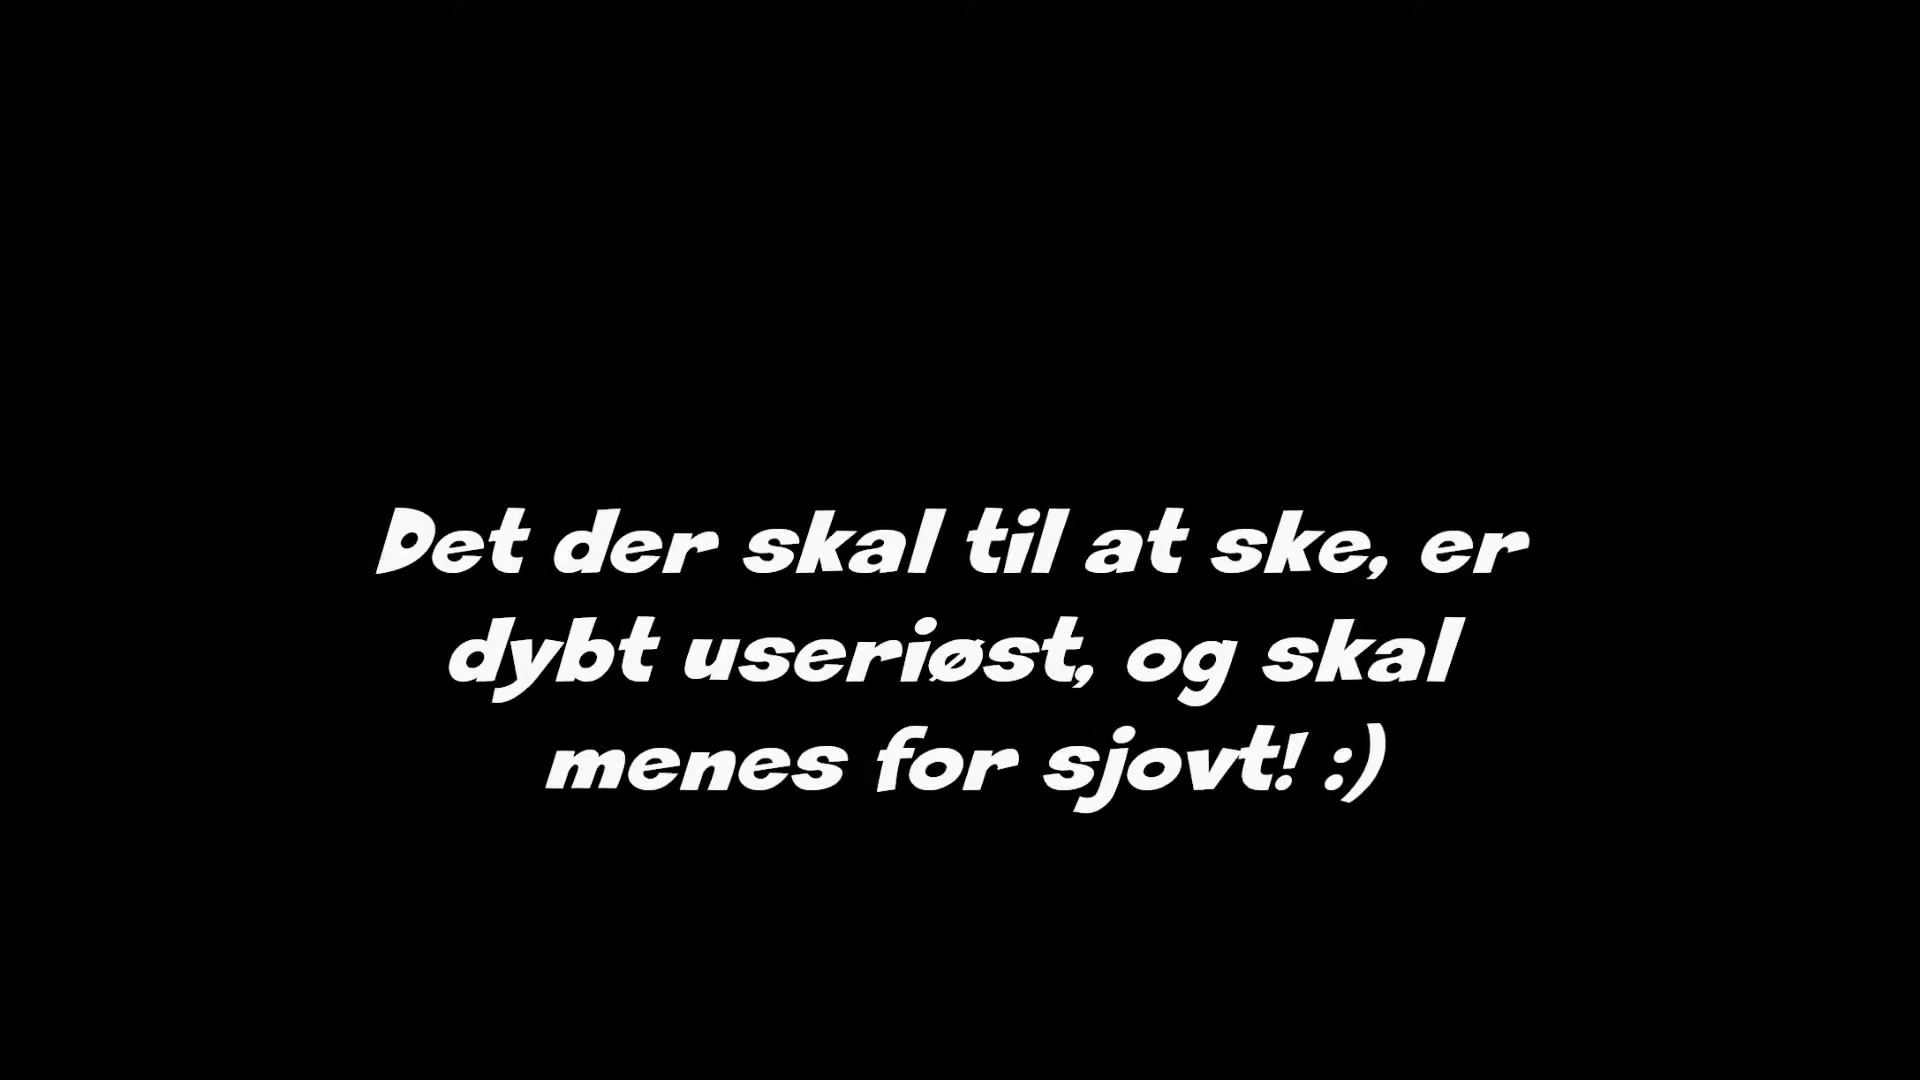 Det der skal til at ske, er
dybt useriøst, og skal
menes for sjovt! :)